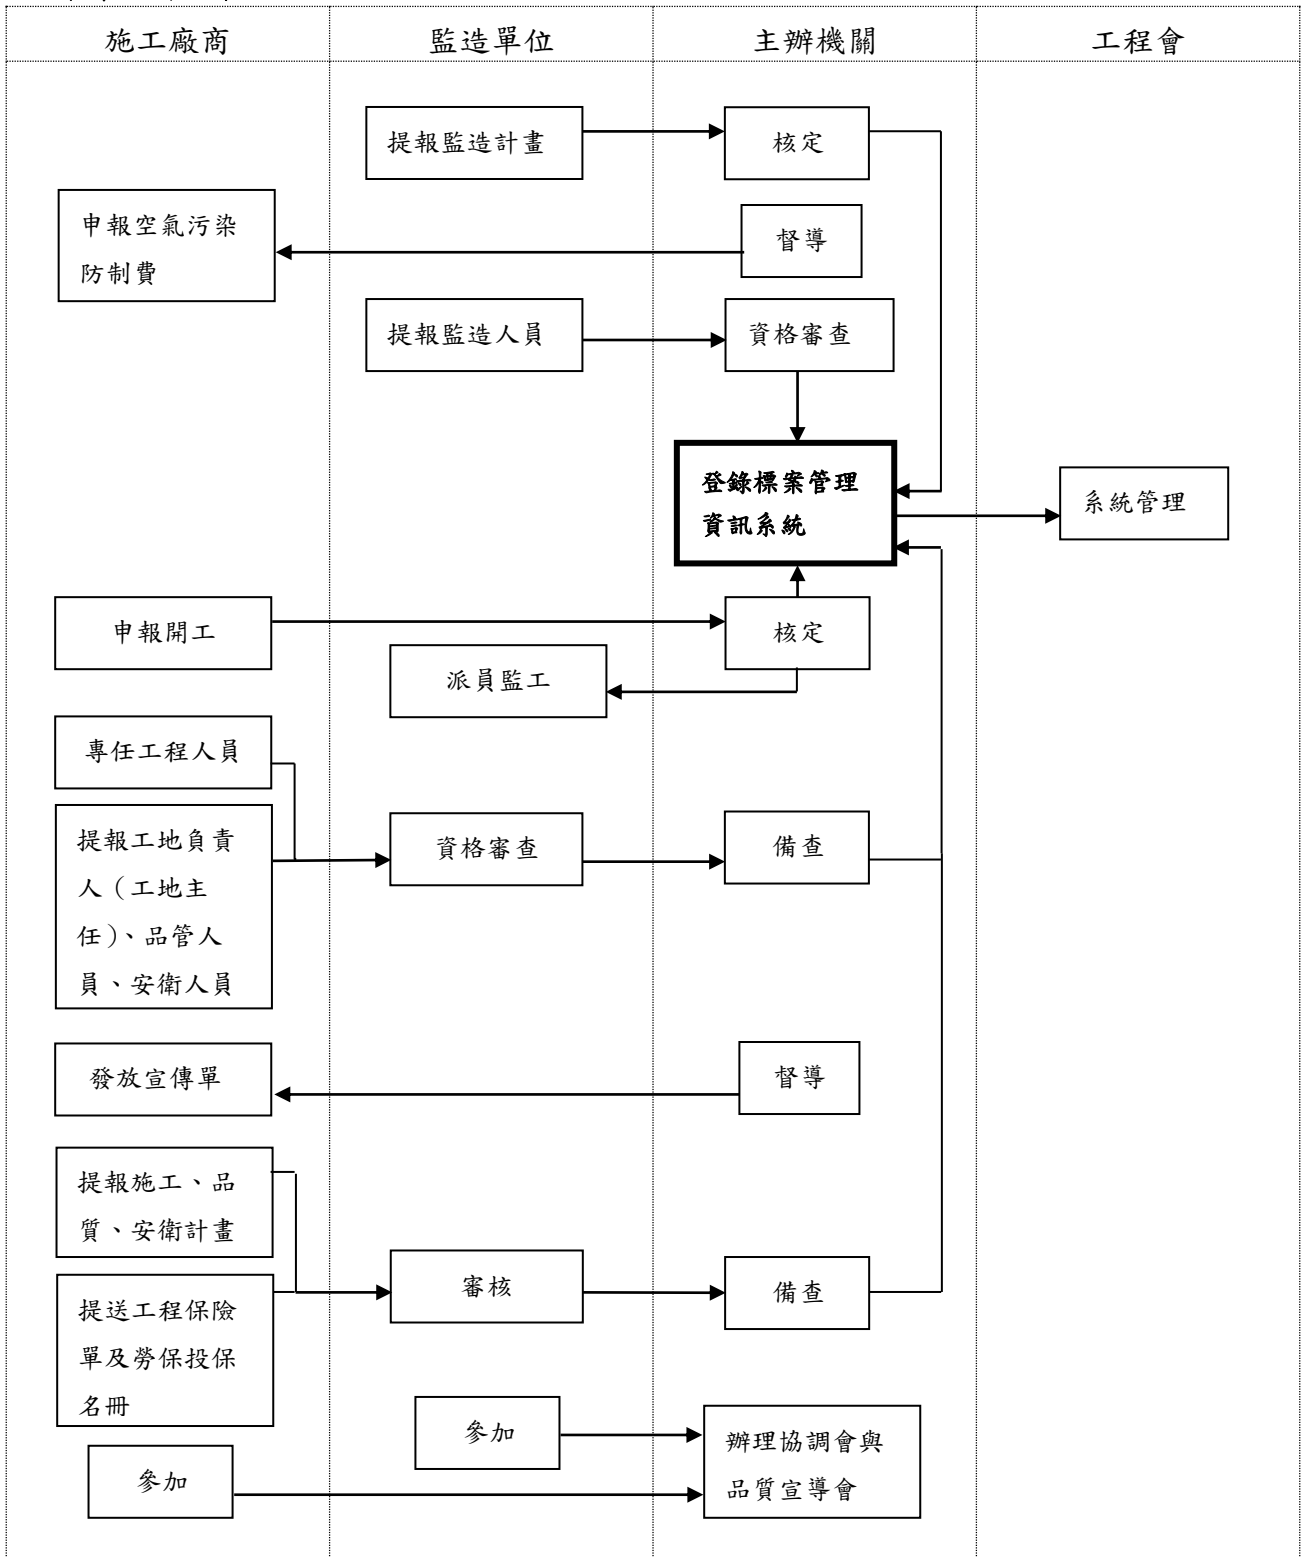 施工廠商
監造單位
主辦機關
工程會
提報監造計畫
核定
申報空氣污染
防制費
督導
提報監造人員
資格審查
登錄標案管理
資訊系統
系統管理
申報開工
核定
派員監工
專任工程人員
提報工地負責
人（工地主
任）、品管人
員、安衛人員
資格審查
備查
發放宣傳單
督導
提報施工、品
質、安衛計畫
審核
備查
提送工程保險
單及勞保投保
名冊
參加
辦理協調會與
品質宣導會
參加